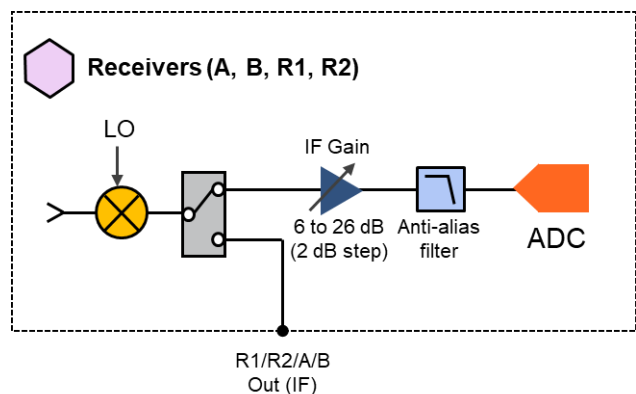 Receivers (A, B, R1, R2)
LO
IF Gain
6 to 26 dB
(2 dB step)
Anti-alias
filter
ADC
R1/R2/A/B
Out (IF)